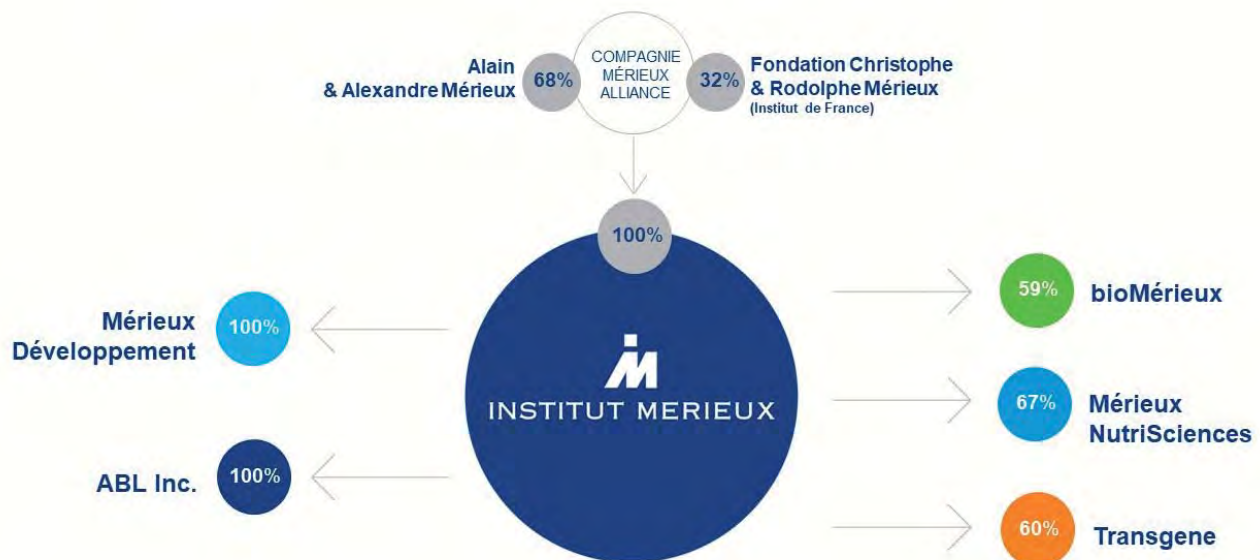 Alain
& Alexandre Mérieux
68%
COMPAGNIE
MÉRIEUX
ALLIANCE
32%
Fondation Christophe
& Rodolphe Mérieux
(Institut de France)
100%
Mérieux
Développement
100%
ABL Inc.
100%
INSTITUT MERIEUX
59%
bioMérieux
67%
Mérieux
NutriSciences
60%
Transgene